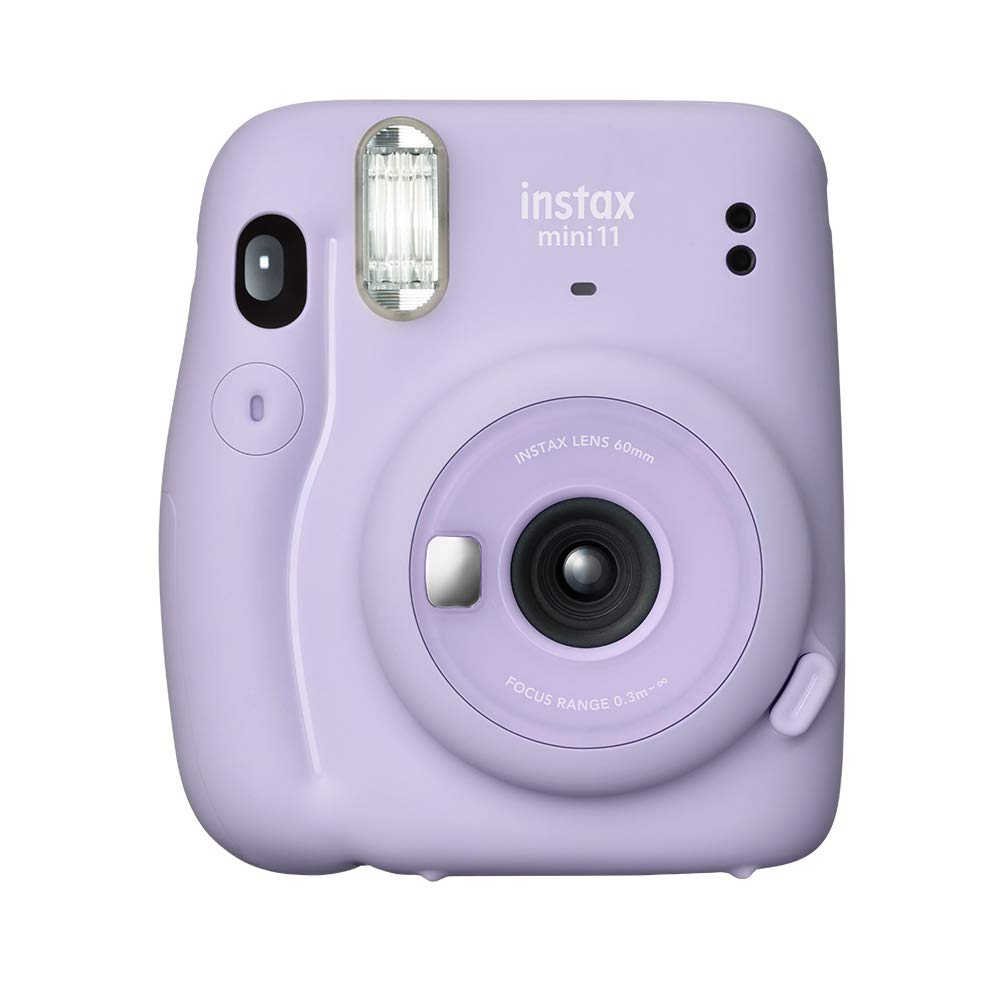 instax
mini 11
INSTAX LENS 60mm
FOCUS RANGE 0.3m~∞